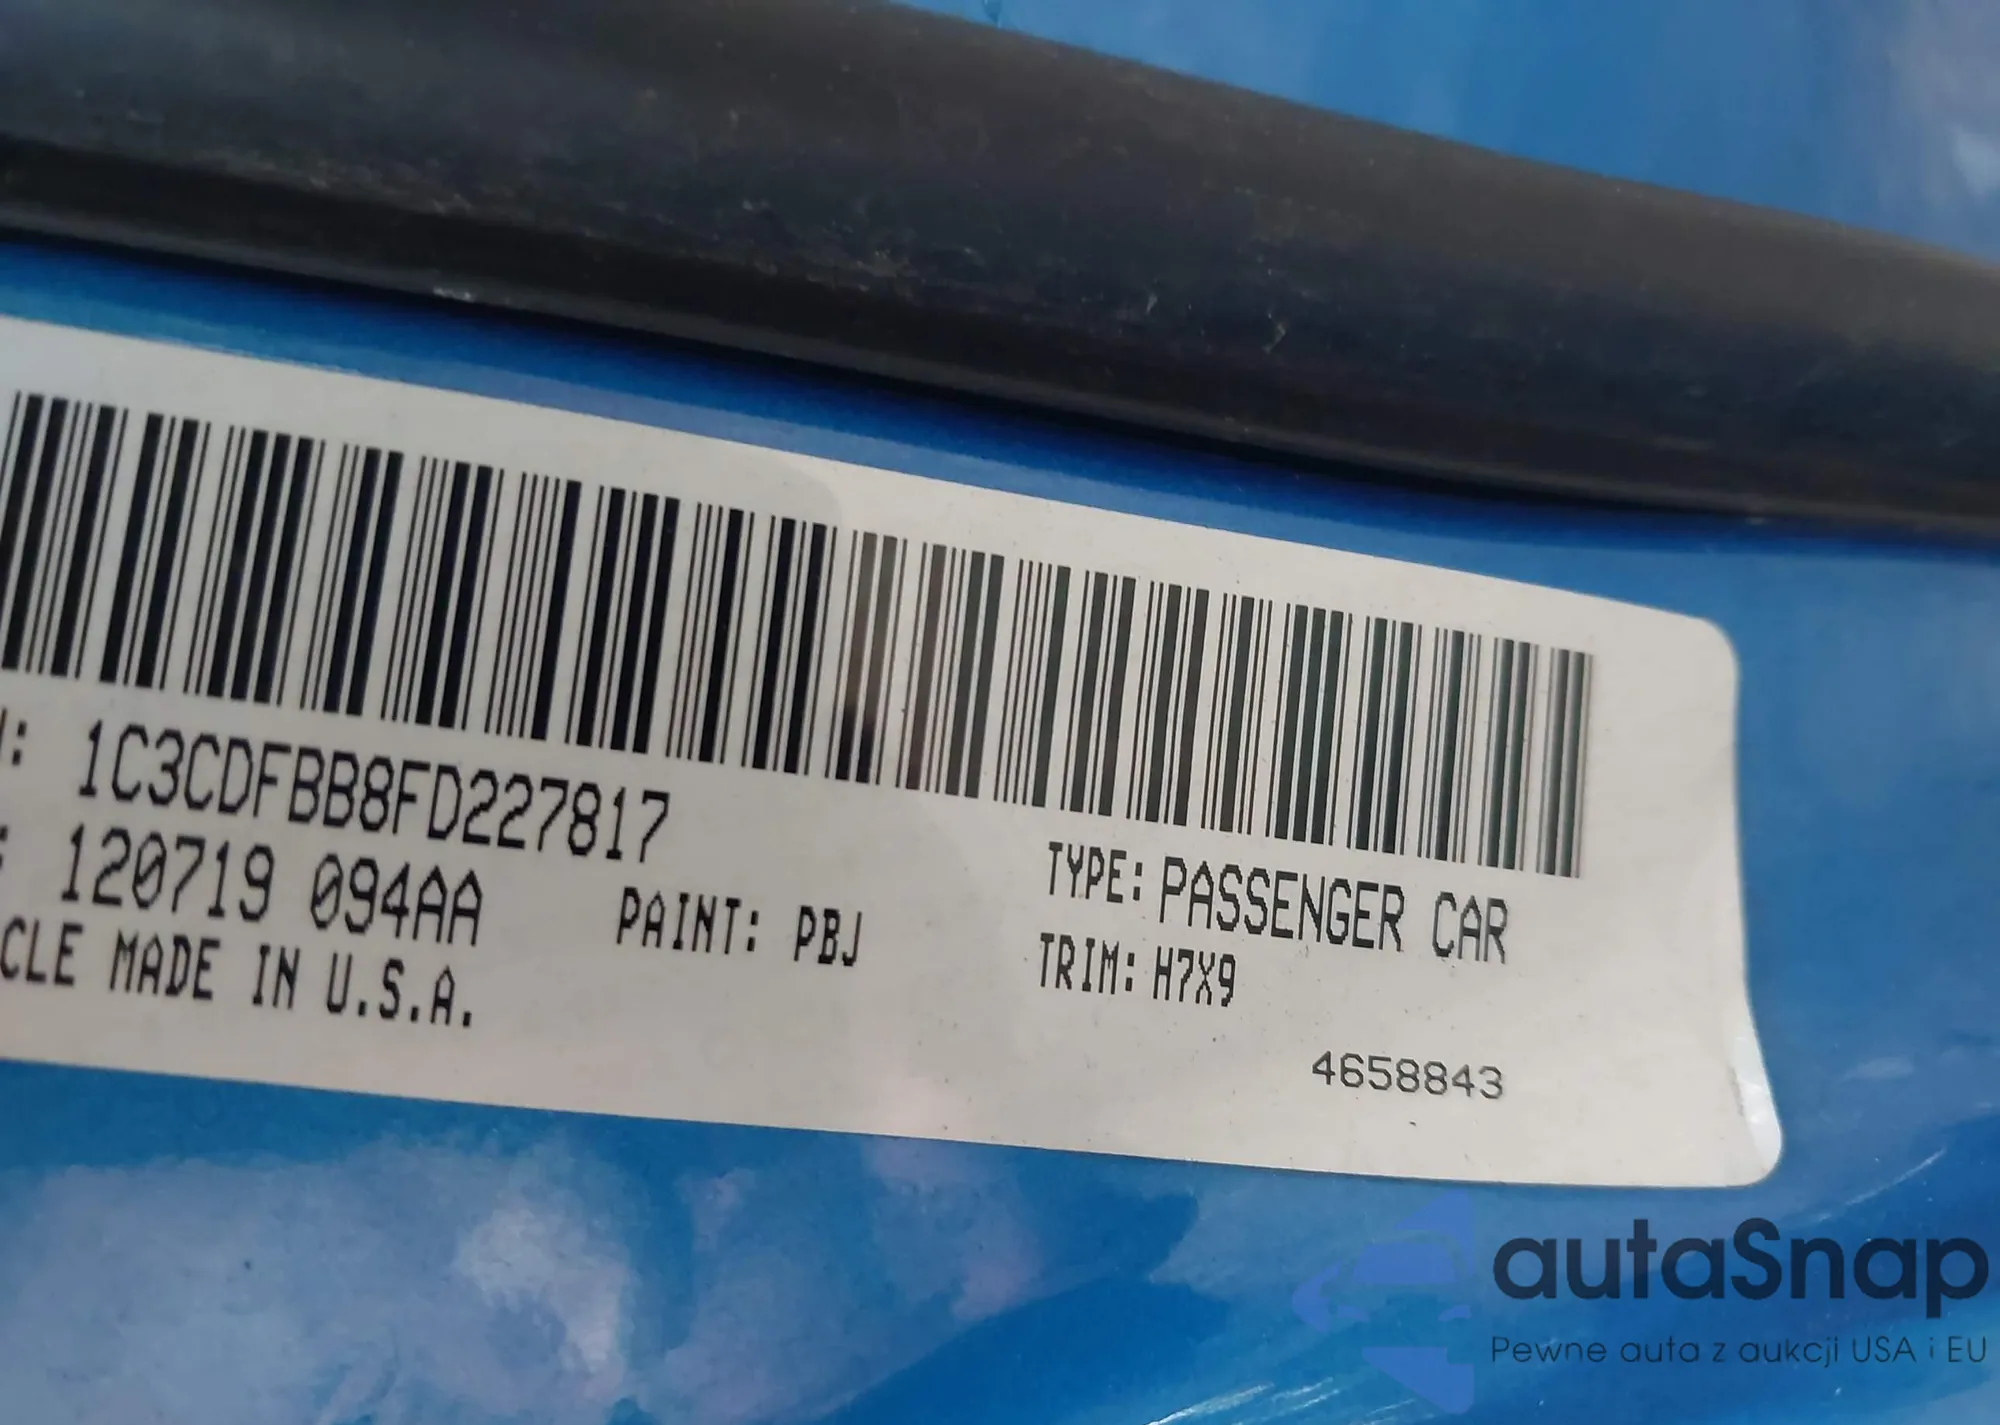 : 1C3CDFBB8FD227817
: 120719 094AA
PAINT: PBJ
TYPE: PASSENGER CAR
TRIM: H7X9
CLE MADE IN U.S.A.
4658843
autaSnap
Pewne auta z aukcji USA i EU